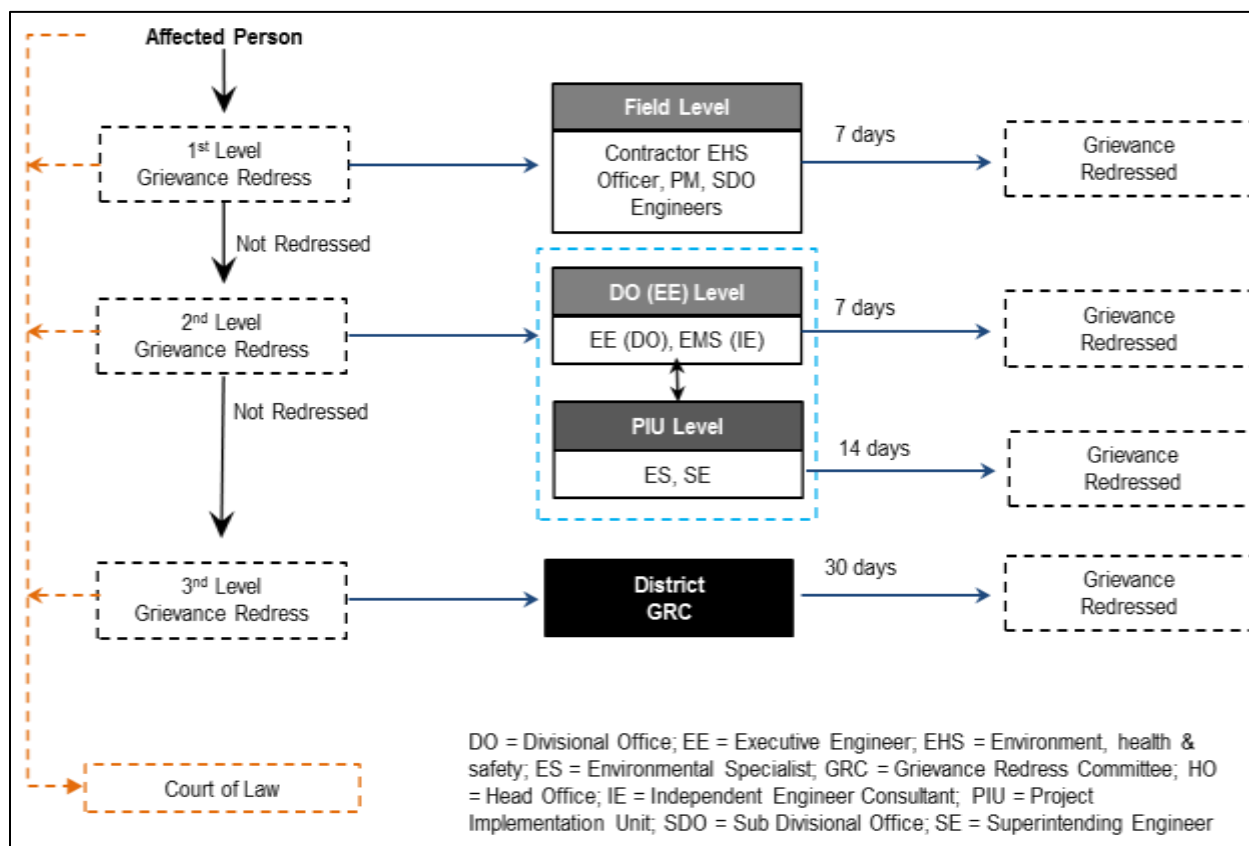 Affected Person
1st Level
Grievance Redress
Field Level
Contractor EHS
Officer, PM, SDO
Engineers
7 days
Grievance
Redressed
Not Redressed
2nd Level
Grievance Redress
DO (EE) Level
EE (DO), EMS (IE)
7 days
Grievance
Redressed
Not Redressed
PIU Level
ES, SE
14 days
Grievance
Redressed
3nd Level
Grievance Redress
District
GRC
30 days
Grievance
Redressed
Court of Law
DO = Divisional Office; EE = Executive Engineer; EHS = Environment, health &
safety; ES = Environmental Specialist; GRC = Grievance Redress Committee; HO
= Head Office; IE = Independent Engineer Consultant; PIU = Project
Implementation Unit; SDO = Sub Divisional Office; SE = Superintending Engineer